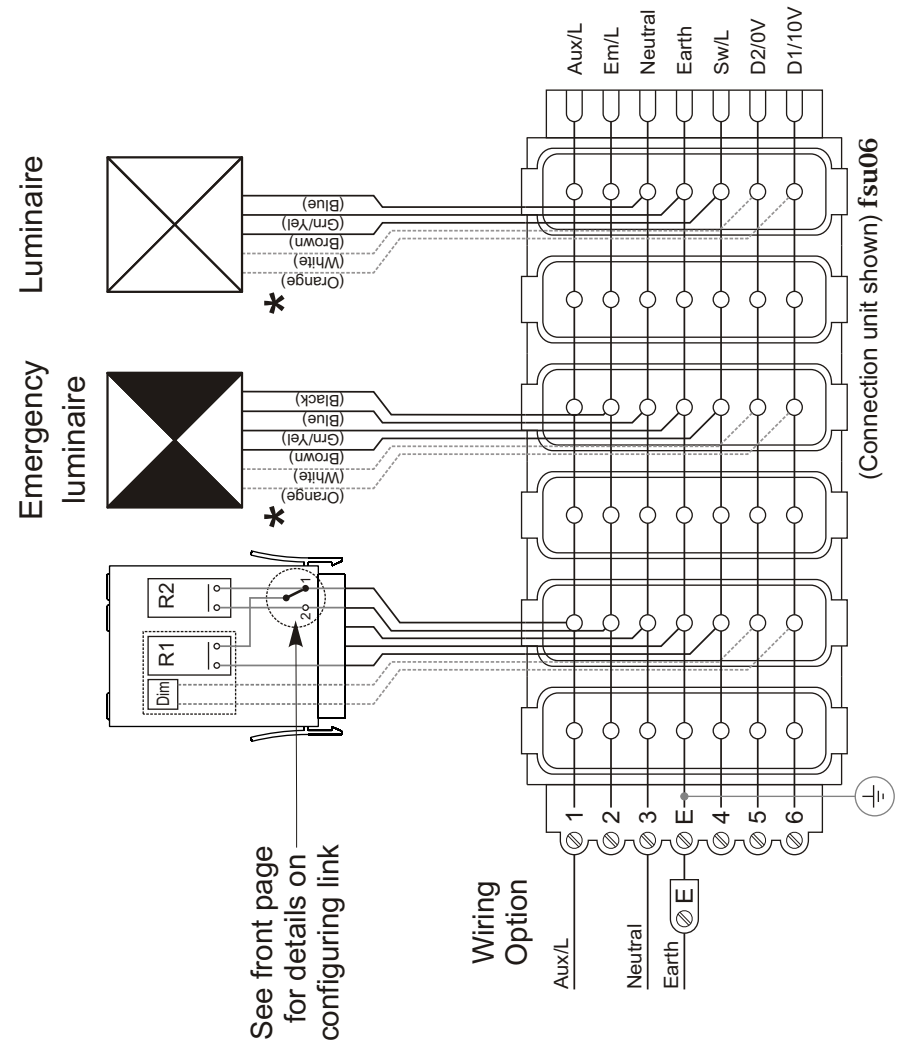 Luminaire
(Blue)
(Grn/Yel)
(Brown)
(White)
(Orange)
*
Emergency
luminaire
(Black)
(Blue)
(Grn/Yel)
(Brown)
(White)
(Orange)
*
R2
R1
Dim
1
2
See front page
for details on
configuring link
Wiring
Option
Aux/L
Neutral
Earth
E
1
2
3
E
4
5
6
Aux/L
Em/L
Neutral
Earth
Sw/L
D2/0V
D1/10V
(Connection unit shown) fsu06